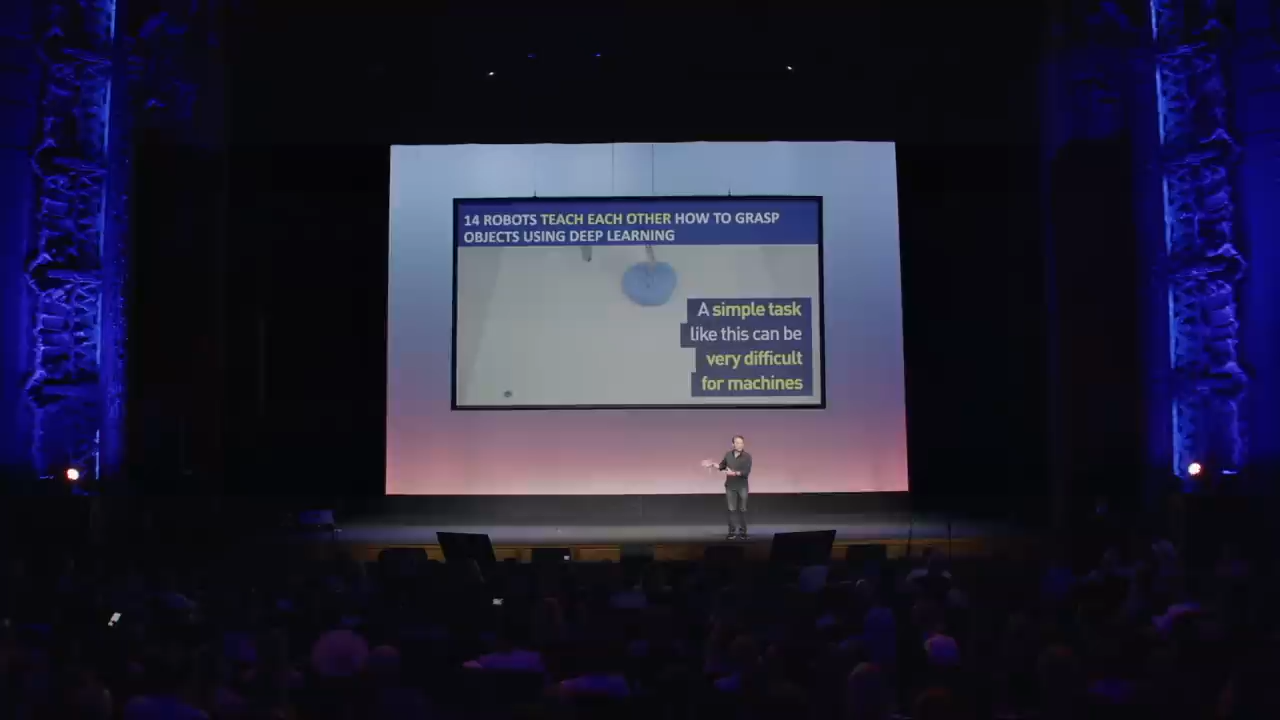 14 ROBOTS TEACH EACH OTHER HOW TO GRASP
OBJECTS USING DEEP LEARNING
A simple task
like this can be
very difficult
for machines